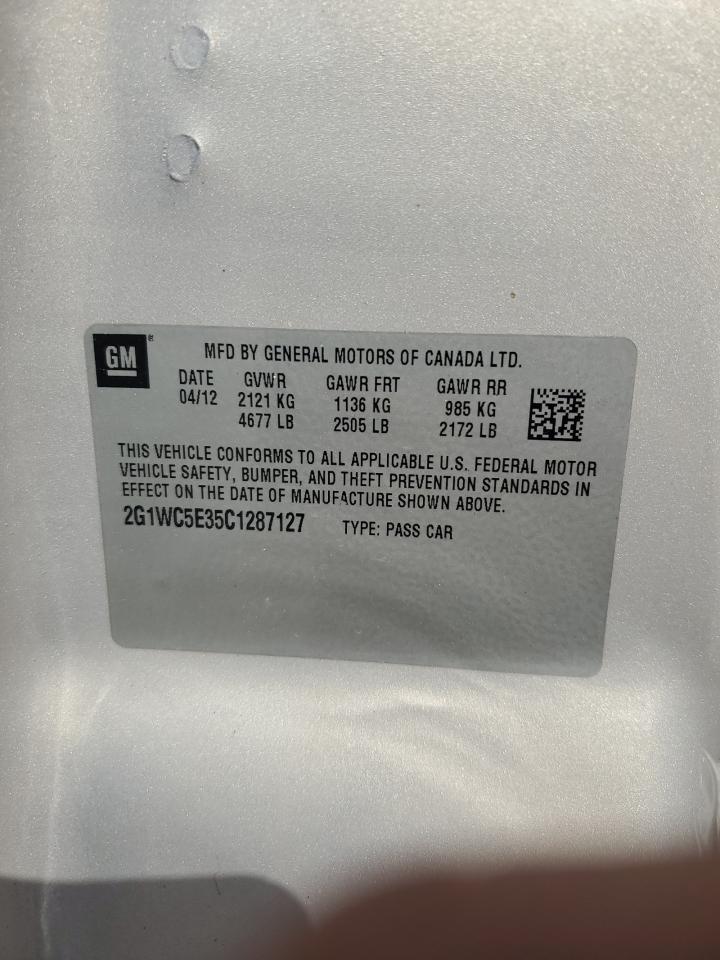 GM®
MFD BY GENERAL MOTORS OF CANADA LTD.
DATE GVWR GAWR FRT GAWR RR
04/12 2121 KG 1136 KG 985 KG
4677 LB 2505 LB 2172 LB
THIS VEHICLE CONFORMS TO ALL APPLICABLE U.S. FEDERAL MOTOR
VEHICLE SAFETY, BUMPER, AND THEFT PREVENTION STANDARDS IN
EFFECT ON THE DATE OF MANUFACTURE SHOWN ABOVE.
2G1WC5E35C1287127 TYPE: PASS CAR